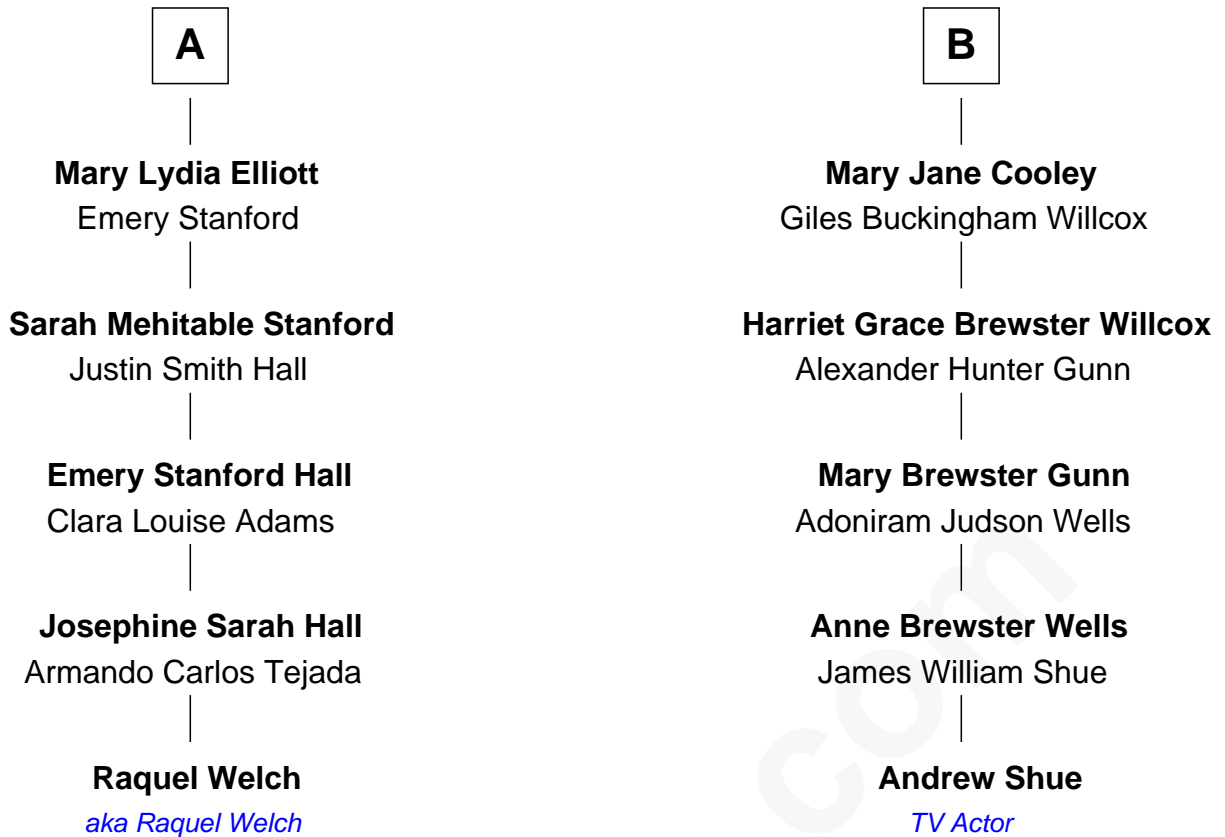 A
Mary Lydia Elliott
Emery Stanford
Sarah Mehitable Stanford
Justin Smith Hall
Emery Stanford Hall
Clara Louise Adams
Josephine Sarah Hall
Armando Carlos Tejada
Raquel Welch
aka Raquel Welch
B
Mary Jane Cooley
Giles Buckingham Willcox
Harriet Grace Brewster Willcox
Alexander Hunter Gunn
Mary Brewster Gunn
Adoniram Judson Wells
Anne Brewster Wells
James William Shue
Andrew Shue
TV Actor
com